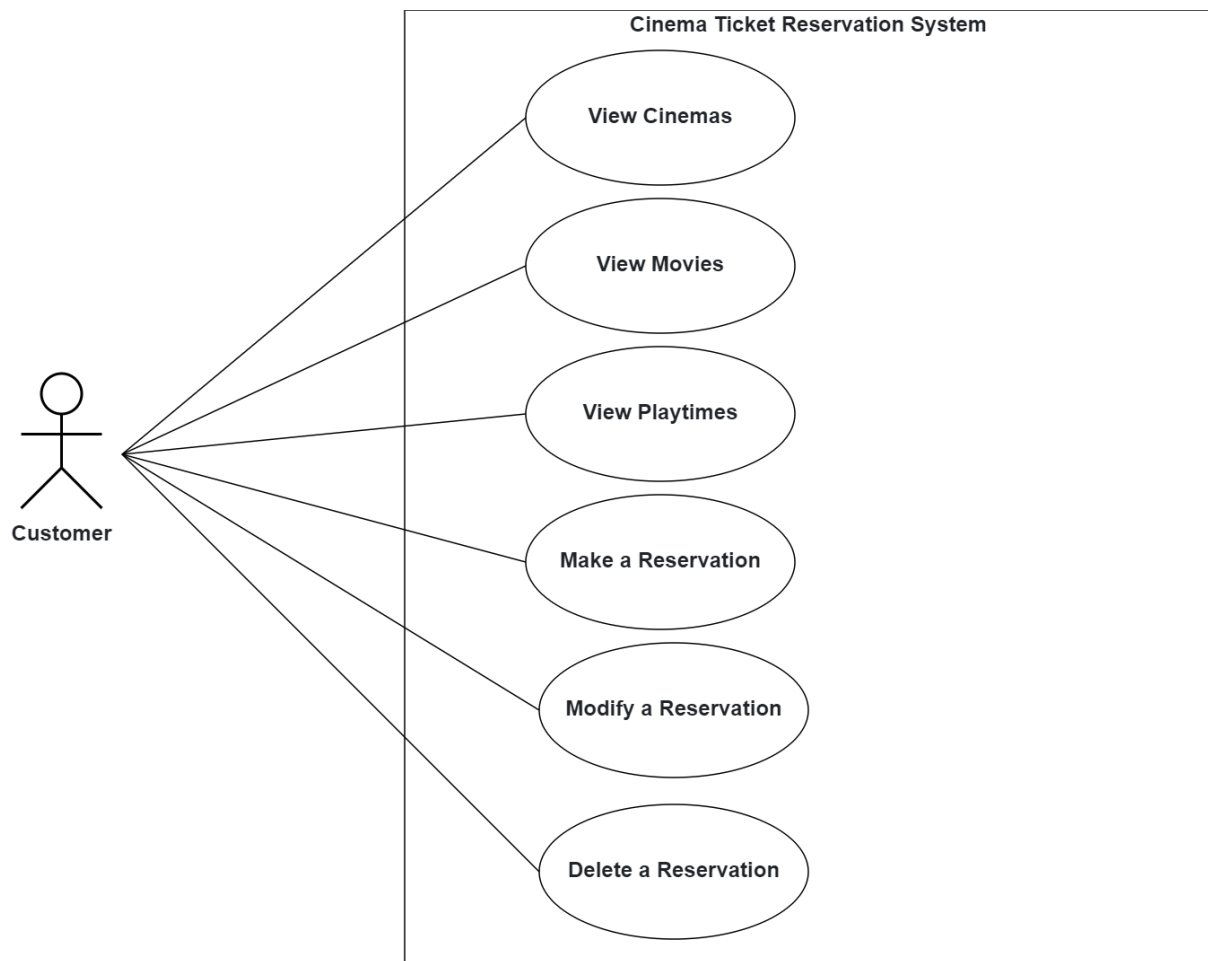 Cinema Ticket Reservation System
View Cinemas
View Movies
View Playtimes
Customer
Make a Reservation
Modify a Reservation
Delete a Reservation